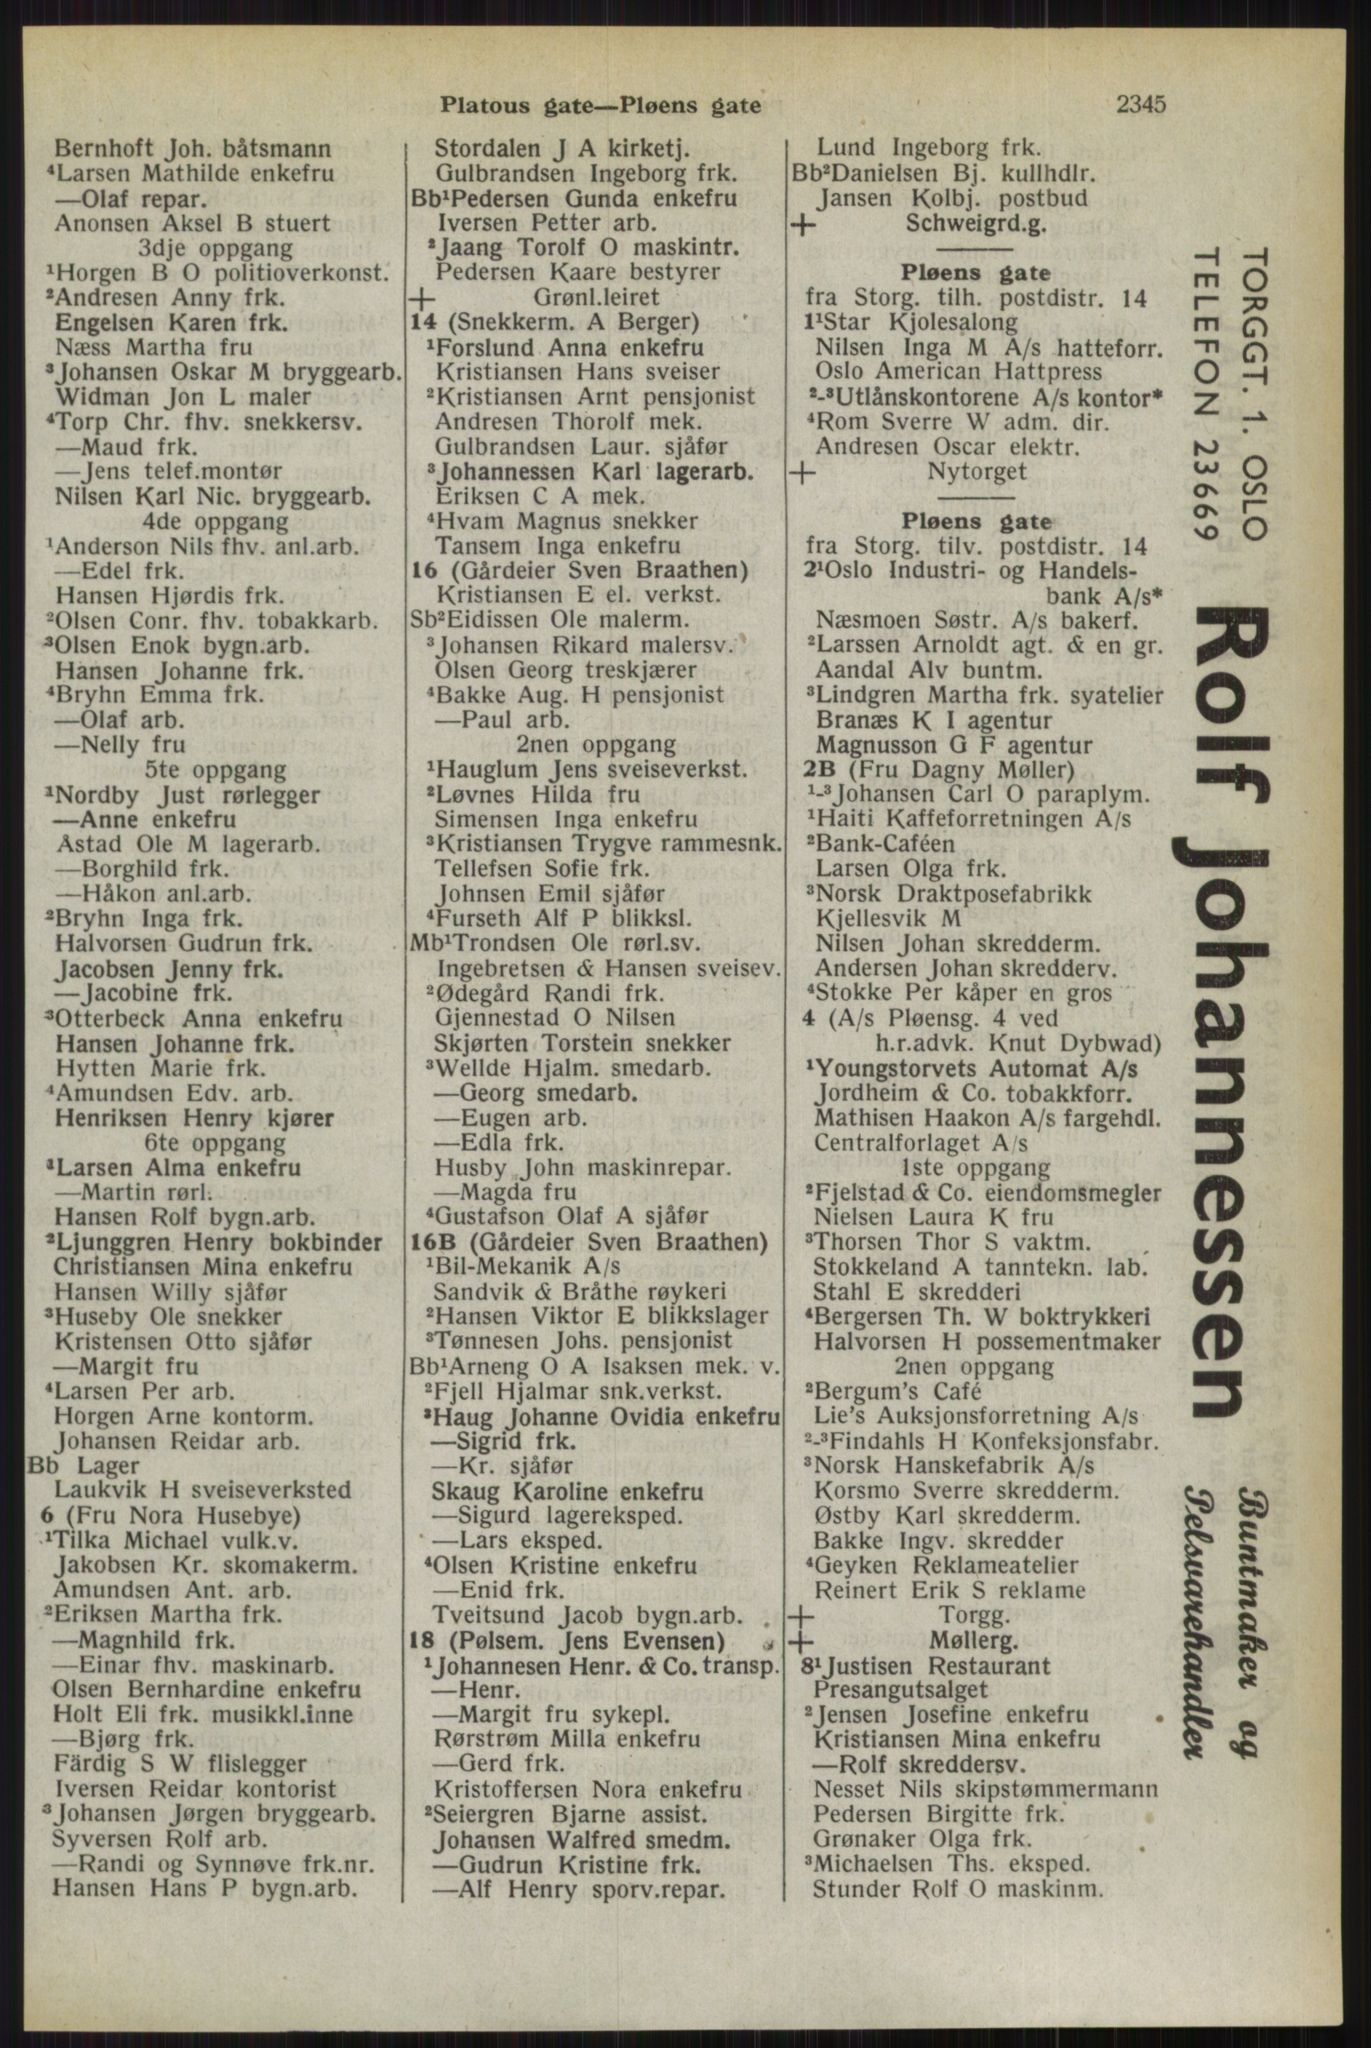 Platous gate—Pløens gate
2345
Bernhoft Joh. båtsmann
⁴Larsen Mathilde enkefru
—Olaf repar.
Anonsen Aksel B stuert
3dje oppgang
¹Horgen B O politioverkonst.
²Andresen Anny frk.
Engelsen Karen frk.
Næss Martha fru
³Johansen Oskar M bryggearb.
Widman Jon L maler
⁴Torp Chr. fhv. snekkersv.
—Maud frk.
—Jens telef.montør
Nilsen Karl Nic. bryggearb.
4de oppgang
¹Anderson Nils fhv. anl.arb.
—Edel frk.
Hansen Hjørdis frk.
²Olsen Conr. fhv. tobakkarb.
³Olsen Enok bygn.arb.
Hansen Johanne frk.
⁴Bryhn Emma frk.
—Olaf arb.
—Nelly fru
5te oppgang
¹Nordby Just rørlegger
—Anne enkefru
Åstad Ole M lagerarb.
—Borghild frk.
—Håkon anl.arb.
²Bryhn Inga frk.
Halvorsen Gudrun frk.
Jacobsen Jenny frk.
—Jacobine frk.
³Otterbeck Anna enkefru
Hansen Johanne frk.
Hytten Marie frk.
⁴Amundsen Edv. arb.
Henriksen Henry kjører
6te oppgang
¹Larsen Alma enkefru
—Martin rørl.
Hansen Rolf bygn.arb.
²Ljunggren Henry bokbinder
Christiansen Mina enkefru
Hansen Willy sjåfør
³Huseby Ole snekker
Kristensen Otto sjåfør
—Margit fru
⁴Larsen Per arb.
Horgen Arne kontorm.
Johansen Reidar arb.
Bb Lager
Laukvik H sveiseverksted
6 (Fru Nora Husebye)
¹Tilka Michael vulk.v.
Jakobsen Kr. skomakerm.
Amundsen Ant. arb.
²Eriksen Martha frk.
—Magnhild frk.
—Einar fhv. maskinarb.
Olsen Bernhardine enkefru
Holt Eli frk. musikkl.inne
—Bjørg frk.
Färdig S W flislegger
Iversen Reidar kontorist
³Johansen Jørgen bryggearb.
Syversen Rolf arb.
—Randi og Synnøve frk.nr.
Hansen Hans P bygn.arb.
Stordalen J A kirketj.
Gulbrandsen Ingeborg frk.
Bb¹Pedersen Gunda enkefru
Iversen Petter arb.
²Jaang Torolf O maskintr.
Pedersen Kaare bestyrer
+ Grønl.leiret
14 (Snekkerm. A Berger)
¹Forslund Anna enkefru
Kristiansen Hans sveiser
²Kristiansen Arnt pensjonist
Andresen Thorolf mek.
Gulbrandsen Laur. sjåfør
³Johannessen Karl lagerarb.
Eriksen C A mek.
⁴Hvam Magnus snekker
Tansem Inga enkefru
16 (Gårdeier Sven Braathen)
Kristiansen E el. verkst.
Sb²Eidissen Ole malerm.
³Johansen Rikard malersv.
Olsen Georg treskjærer
⁴Bakke Aug. H pensjonist
—Paul arb.
2nen oppgang
¹Hauglum Jens sveiseverkst.
²Løvnes Hilda fru
Simensen Inga enkefru
³Kristiansen Trygve rammesnk.
Tellefsen Sofie frk.
Johnsen Emil sjåfør
⁴Furseth Alf P blikksl.
Mb¹Trondsen Ole rørl.sv.
Ingebretsen & Hansen sveisev.
²Ødegård Randi frk.
Gjennestad O Nilsen
Skjørten Torstein snekker
³Wellde Hjalm. smedarb.
—Georg smedarb.
—Eugen arb.
—Edla frk.
Husby John maskinrepar.
—Magda fru
⁴Gustafson Olaf A sjåfør
16B (Gårdeier Sven Braathen)
¹Bil-Mekanik A/s
Sandvik & Bråthe røykeri
²Hansen Viktor E blikkslager
³Tønnesen Johs. pensjonist
Bb¹Arneng O A Isaksen mek. v.
²Fjell Hjalmar snk.verkst.
³Haug Johanne Ovidia enkefru
—Sigrid frk.
—Kr. sjåfør
Skaug Karoline enkefru
—Sigurd lagereksped.
—Lars eksped.
⁴Olsen Kristine enkefru
—Enid frk.
Tveitsund Jacob bygn.arb.
18 (Pølsem. Jens Evensen)
¹Johannesen Henr. & Co. transp.
—Henr.
—Margit fru sykepl.
Rørstrøm Milla enkefru
—Gerd frk.
Kristoffersen Nora enkefru
²Seiergren Bjarne assist.
Johansen Walfred smedm.
—Gudrun Kristine frk.
—Alf Henry sporv.repar.
Lund Ingeborg frk.
Bb²Danielsen Bj. kullhdlr.
Jansen Kolbj. postbud
+ Schweigrd.g.
Pløens gate
fra Storg. tilh. postdistr. 14
1¹Star Kjolesalong
Nilsen Inga M A/s hatteforr.
Oslo American Hattpress
²-³Utlånskontorene A/s kontor*
⁴Rom Sverre W adm. dir.
Andresen Oscar elektr.
+ Nytorget
Pløens gate
fra Storg. tilv. postdistr. 14
2¹Oslo Industri- og Handels-
bank A/s*
Næsmoen Søstr. A/s bakerf.
²Larssen Arnoldt agt. & en gr.
Aandal Alv buntm.
³Lindgren Martha frk. syatelier
Branæs K I agentur
Magnusson G F agentur
2B (Fru Dagny Møller)
¹-³Johansen Carl O paraplym.
¹Haiti Kaffeforretningen A/s
²Bank-Caféen
Larsen Olga frk.
³Norsk Draktposefabrikk
Kjellesvik M
Nilsen Johan skredderm.
Andersen Johan skredderv.
⁴Stokke Per kåper en gros
4 (A/s Pløensg. 4 ved
h.r.advk. Knut Dybwad)
¹Youngstorvets Automat A/s
Jordheim & Co. tobakkforr.
Mathisen Haakon A/s fargehdl.
Centralforlaget A/s
1ste oppgang
²Fjelstad & Co. eiendomsmegler
Nielsen Laura K fru
³Thorsen Thor S vaktm.
Stokkeland A tanntekn. lab.
Stahl E skredderi
⁴Bergersen Th. W boktrykkeri
Halvorsen H possementmaker
2nen oppgang
²Bergum's Café
Lie's Auksjonsforretning A/s
²-³Findahls H Konfeksjonsfabr.
³Norsk Hanskefabrik A/s
Korsmo Sverre skredderm.
Østby Karl skredderm.
Bakke Ingv. skredder
⁴Geyken Reklameatelier
Reinert Erik S reklame
+ Torgg.
+ Møllerg.
8¹Justisen Restaurant
Presangutsalget
²Jensen Josefine enkefru
Kristiansen Mina enkefru
—Rolf skreddersv.
Nesset Nils skipstømmermann
Pedersen Birgitte frk.
Grønaker Olga frk.
³Michaelsen Ths. eksped.
Stunder Rolf O maskinm.
TORGGT. 1. OSLO
TELEFON 23669
Rolf Johannessen
Buntmaker og
Pelsvarehandler